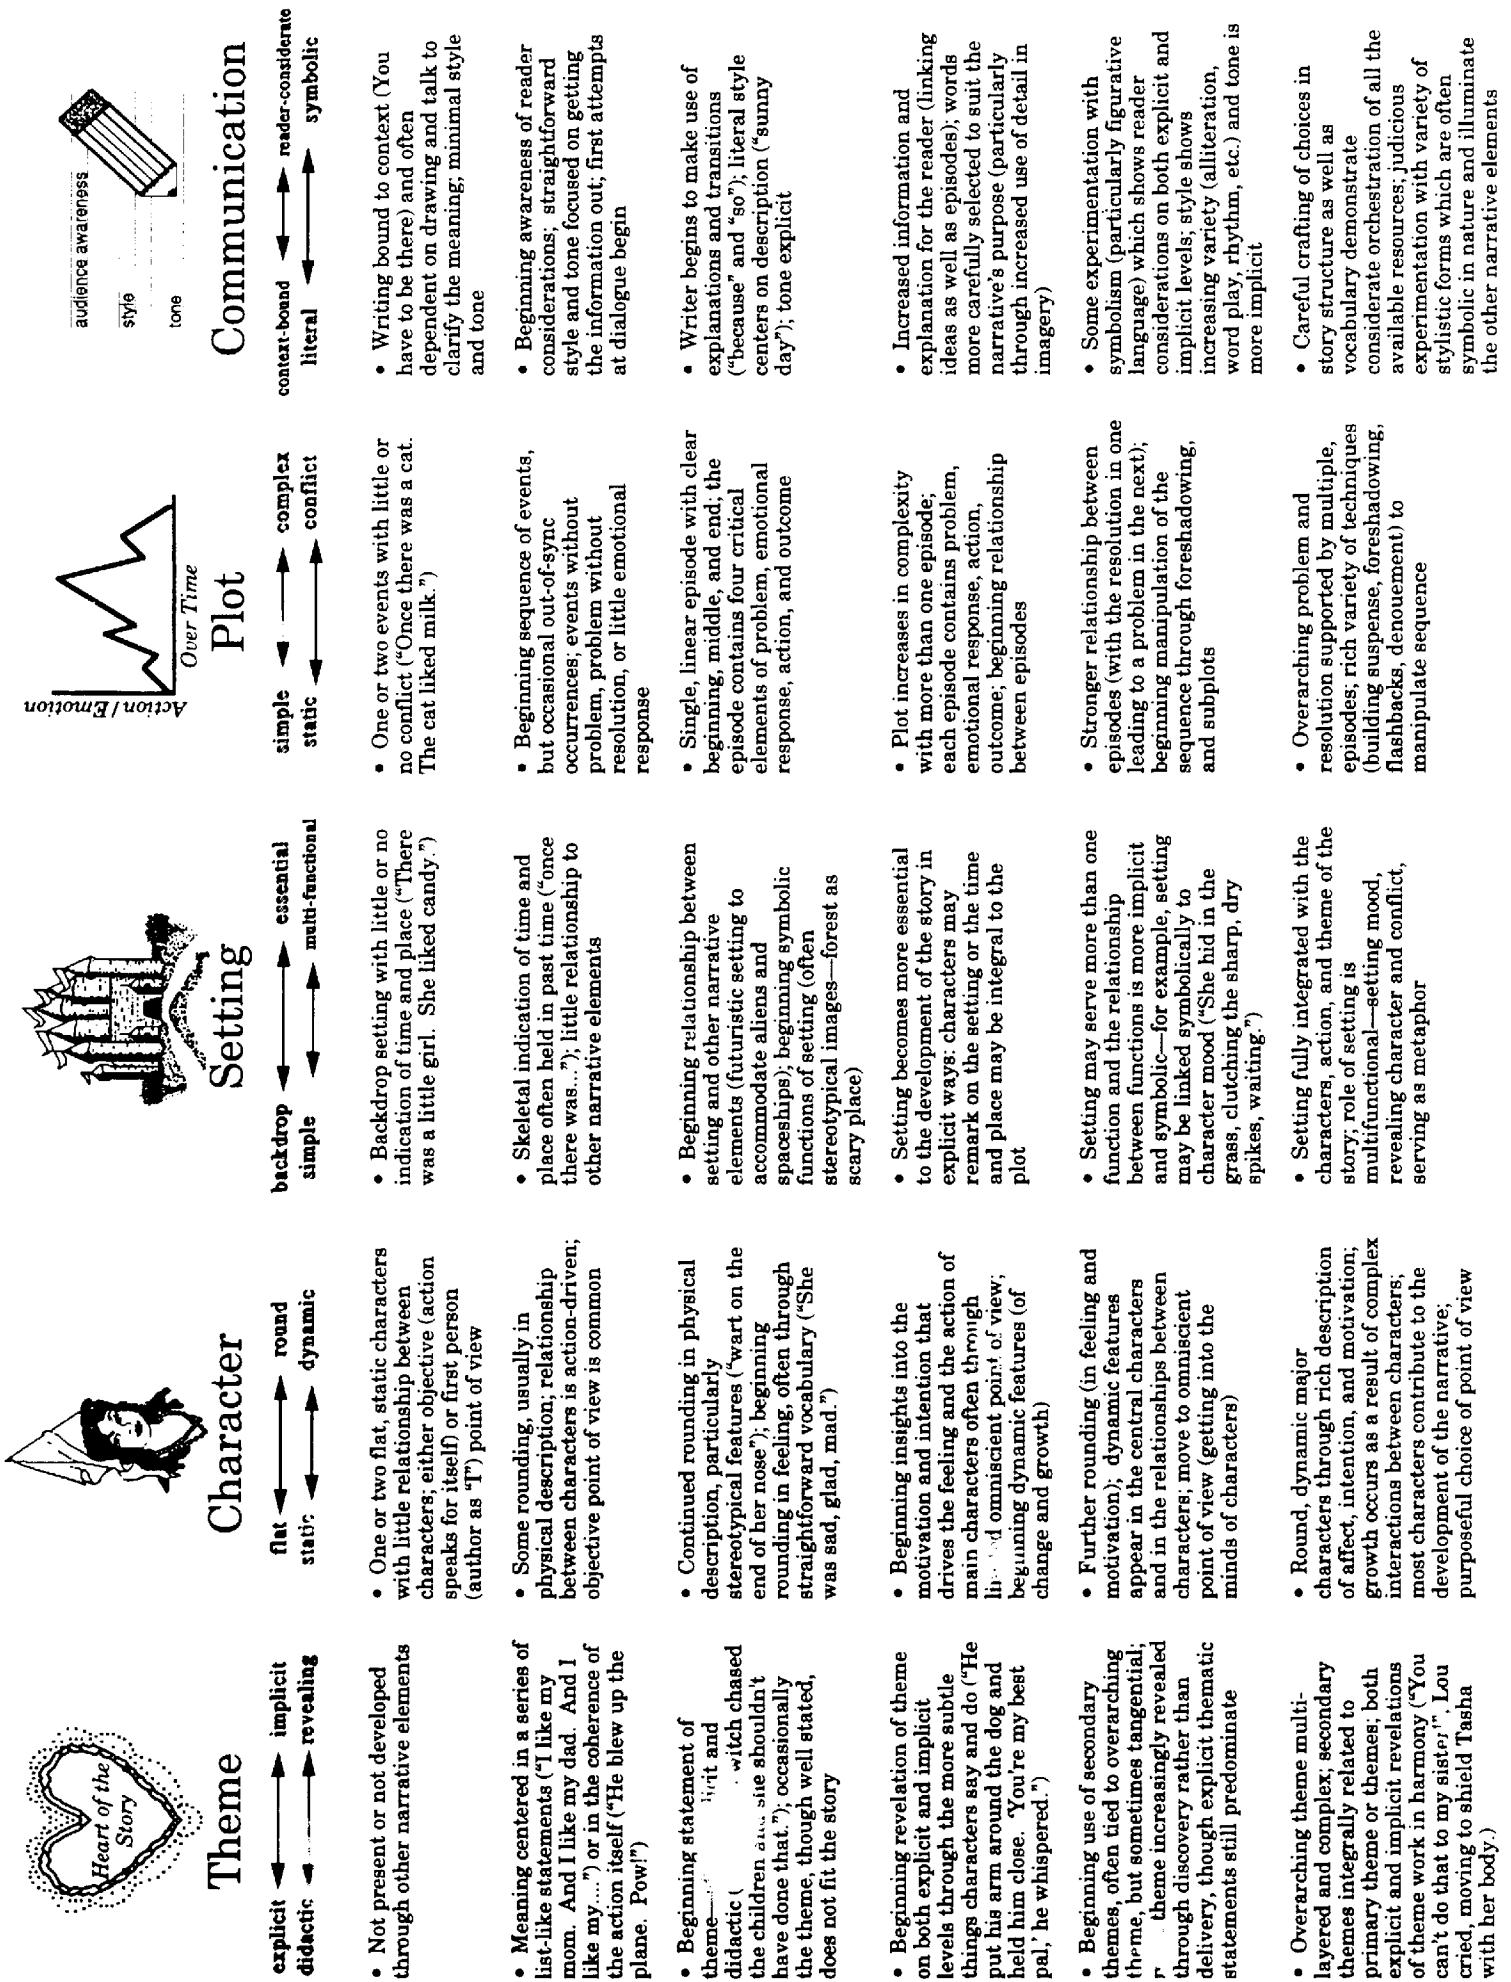 Heart of the
Story
Theme
explicit implicit
didactic revealing
• Not present or not developed
through other narrative elements
• Meaning centered in a series of
list-like statements (“I like my
mom. And I like my dad. And I
like my....”) or in the coherence of
the action itself (“He blew up the
plane. Pow!”)
• Beginning statement of
theme— and
didactic ( witch chased
the children and she shouldn't
have done that.”); occasionally
the theme, though well stated,
does not fit the story
• Beginning revelation of theme
on both explicit and implicit
levels through the more subtle
things characters say and do (“He
put his arm around the dog and
held him close. ‘You're my best
pal,’ he whispered.”)
• Beginning use of secondary
themes, often tied to overarching
theme, but sometimes tangential;
theme increasingly revealed
through discovery rather than
delivery, though explicit thematic
statements still predominate
• Overarching theme multi-
layered and complex; secondary
themes integrally related to
primary theme or themes; both
explicit and implicit revelations
of theme work in harmony (“You
can't do that to my sister!”, Lou
cried, moving to shield Tasha
with her body.)
Character
flat round
static dynamic
• One or two flat, static characters
with little relationship between
characters; either objective (action
speaks for itself) or first person
(author as “I”) point of view
• Some rounding, usually in
physical description; relationship
between characters is action-driven;
objective point of view is common
• Continued rounding in physical
description, particularly
stereotypical features (“wart on the
end of her nose”); beginning
rounding in feeling, often through
straightforward vocabulary (“She
was sad, glad, mad.”)
• Beginning insights into the
motivation and intention that
drives the feeling and the action of
main characters often through
limited omniscient point of view;
beginning dynamic features (of
change and growth)
• Further rounding (in feeling and
motivation); dynamic features
appear in the central characters
and in the relationships between
characters; move to omniscient
point of view (getting into the
minds of characters)
• Round, dynamic major
characters through rich description
of affect, intention, and motivation;
growth occurs as a result of complex
interactions between characters;
most characters contribute to the
development of the narrative;
purposeful choice of point of view
Setting
backdrop essential
simple multi-functional
• Backdrop setting with little or no
indication of time and place (“There
was a little girl. She liked candy.”)
• Skeletal indication of time and
place often held in past time (“once
there was...”); little relationship to
other narrative elements
• Beginning relationship between
setting and other narrative
elements (futuristic setting to
accommodate aliens and
spaceships); beginning symbolic
functions of setting (often
stereotypical images—forest as
scary place)
• Setting becomes more essential
to the development of the story in
explicit ways: characters may
remark on the setting or the time
and place may be integral to the
plot
• Setting may serve more than one
function and the relationship
between functions is more implicit
and symbolic—for example, setting
may be linked symbolically to
character mood (“She hid in the
grass, clutching the sharp, dry
spikes, waiting.”)
• Setting fully integrated with the
characters, action, and theme of the
story; role of setting is
multifunctional—setting mood,
revealing character and conflict,
serving as metaphor
Action/Emotion
Over Time
Plot
simple complex
static conflict
• One or two events with little or
no conflict (“Once there was a cat.
The cat liked milk.”)
• Beginning sequence of events,
but occasional out-of-sync
occurrences; events without
problem, problem without
resolution, or little emotional
response
• Single, linear episode with clear
beginning, middle, and end; the
episode contains four critical
elements of problem, emotional
response, action, and outcome
• Plot increases in complexity
with more than one episode;
each episode contains problem,
emotional response, action,
outcome; beginning relationship
between episodes
• Stronger relationship between
episodes (with the resolution in one
leading to a problem in the next);
beginning manipulation of the
sequence through foreshadowing,
and subplots
• Overarching problem and
resolution supported by multiple,
episodes; rich variety of techniques
(building suspense, foreshadowing,
flashbacks, denouement) to
manipulate sequence
audience awareness
style
tone
Communication
context-bound reader-considerate
literal symbolic
• Writing bound to context (You
have to be there) and often
dependent on drawing and talk to
clarify the meaning; minimal style
and tone
• Beginning awareness of reader
considerations; straightforward
style and tone focused on getting
the information out; first attempts
at dialogue begin
• Writer begins to make use of
explanations and transitions
(“because” and “so”); literal style
centers on description (“sunny
day”); tone explicit
• Increased information and
explanation for the reader (linking
ideas as well as episodes); words
more carefully selected to suit the
narrative's purpose (particularly
through increased use of detail in
imagery)
• Some experimentation with
symbolism (particularly figurative
language) which shows reader
considerations on both explicit and
implicit levels; style shows
increasing variety (alliteration,
word play, rhythm, etc.) and tone is
more implicit
• Careful crafting of choices in
story structure as well as
vocabulary demonstrate
considerate orchestration of all the
available resources; judicious
experimentation with variety of
stylistic forms which are often
symbolic in nature and illuminate
the other narrative elements